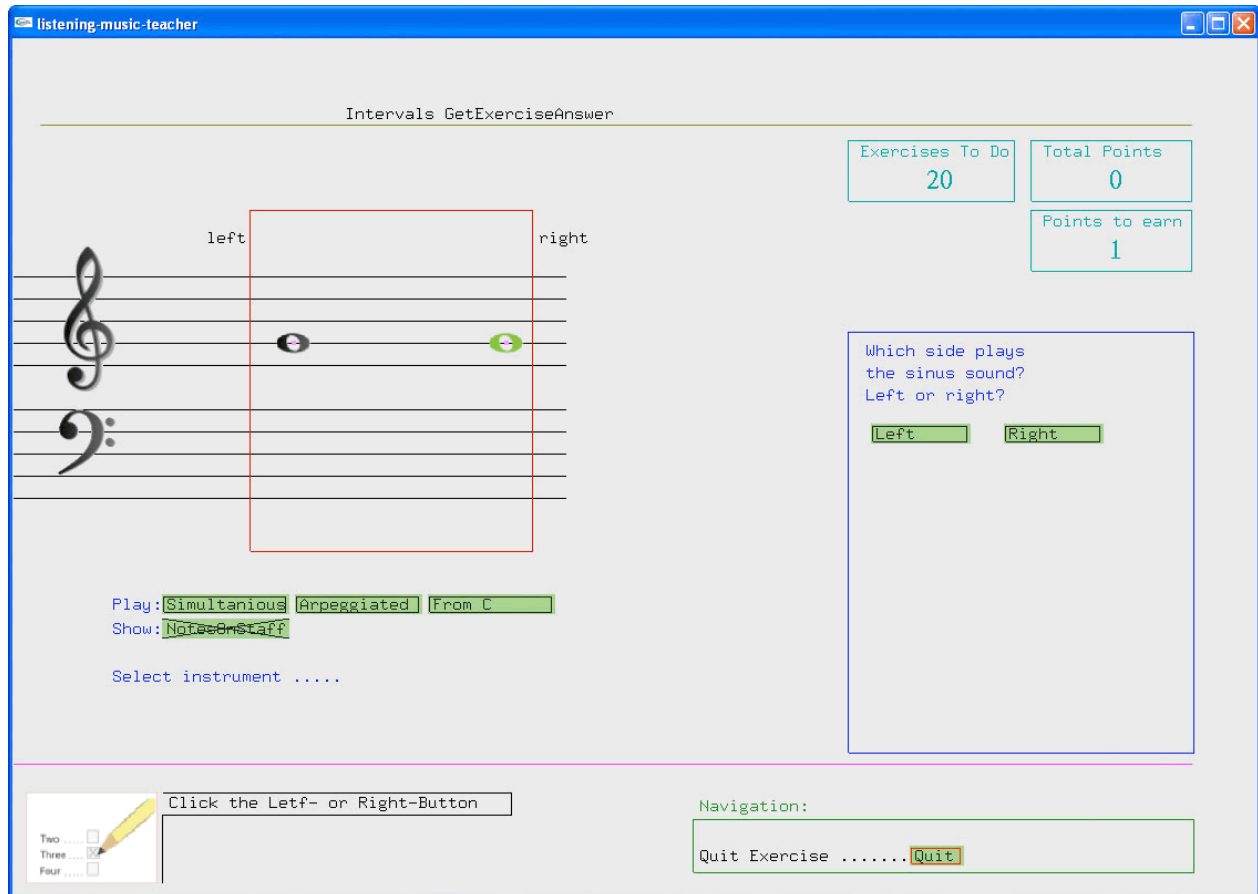 listening-music-teacher
Intervals GetExerciseAnswer
Exercises To Do
20
Total Points
0
Points to earn
1
left
right
Which side plays
the sinus sound?
Left or right?
Left Right
Play: Simultanious Arpeggiated From C
Show: NotesOnStaff
Select instrument .....
Click the Letf- or Right-Button
Two .....
Three ....
Four .....
Navigation:
Quit Exercise ....... Quit